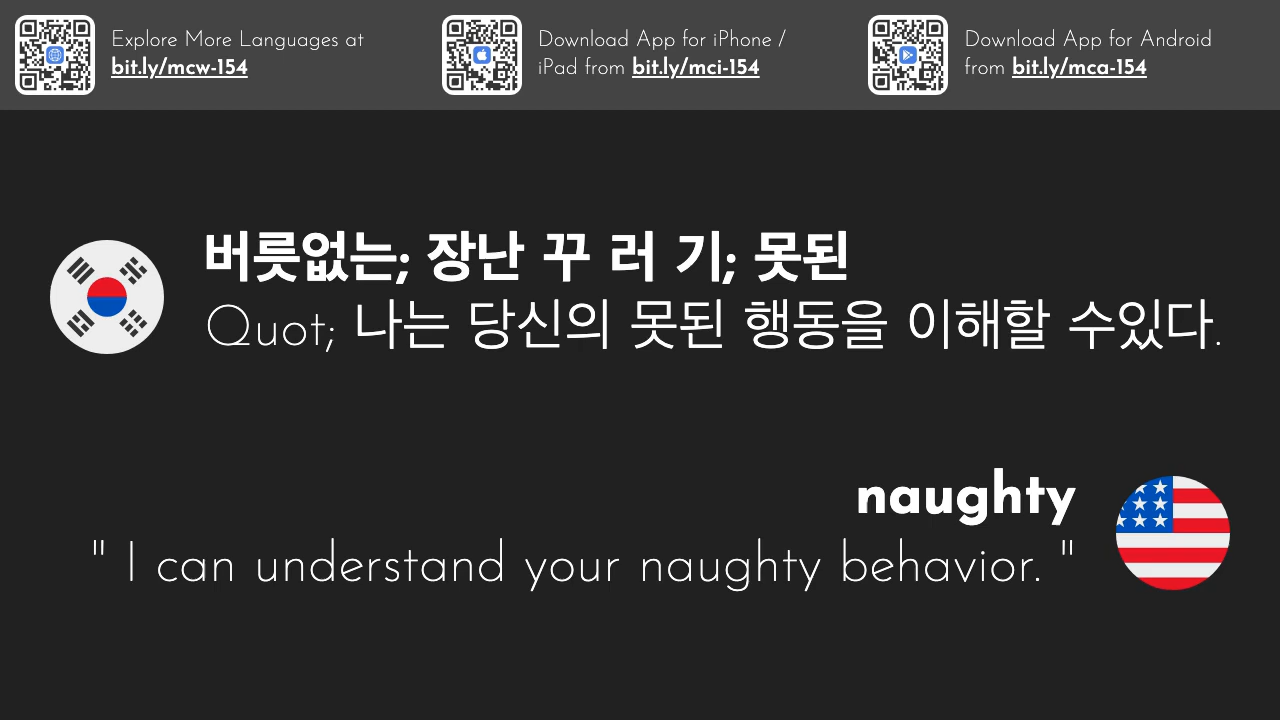 Explore More Languages at
bit.ly/mcw-154
Download App for iPhone /
iPad from bit.ly/mci-154
Download App for Android
from bit.ly/mca-154
버릇없는; 장난 꾸 러 기; 못된
Quot; 나는 당신의 못된 행동을 이해할 수있다.
naughty
" I can understand your naughty behavior. "